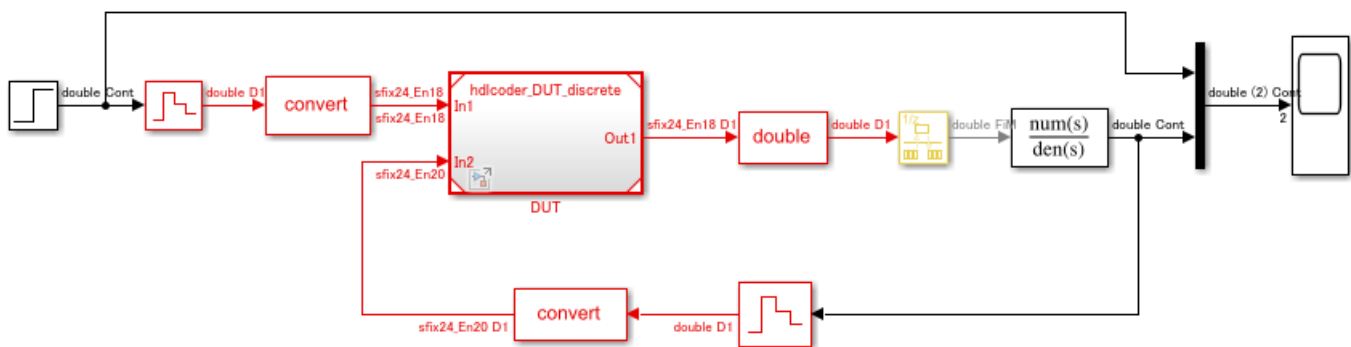 double Cont
double D1
convert
sfix24_En18
sfix24_En18
hdlcoder_DUT_discrete
In1
In2
Out1
sfix24_En20
DUT
sfix24_En18 D1
double
double D1
1/z
double FiM
num(s)
den(s)
double Cont
double (2) Cont
2
convert
sfix24_En20 D1
double D1